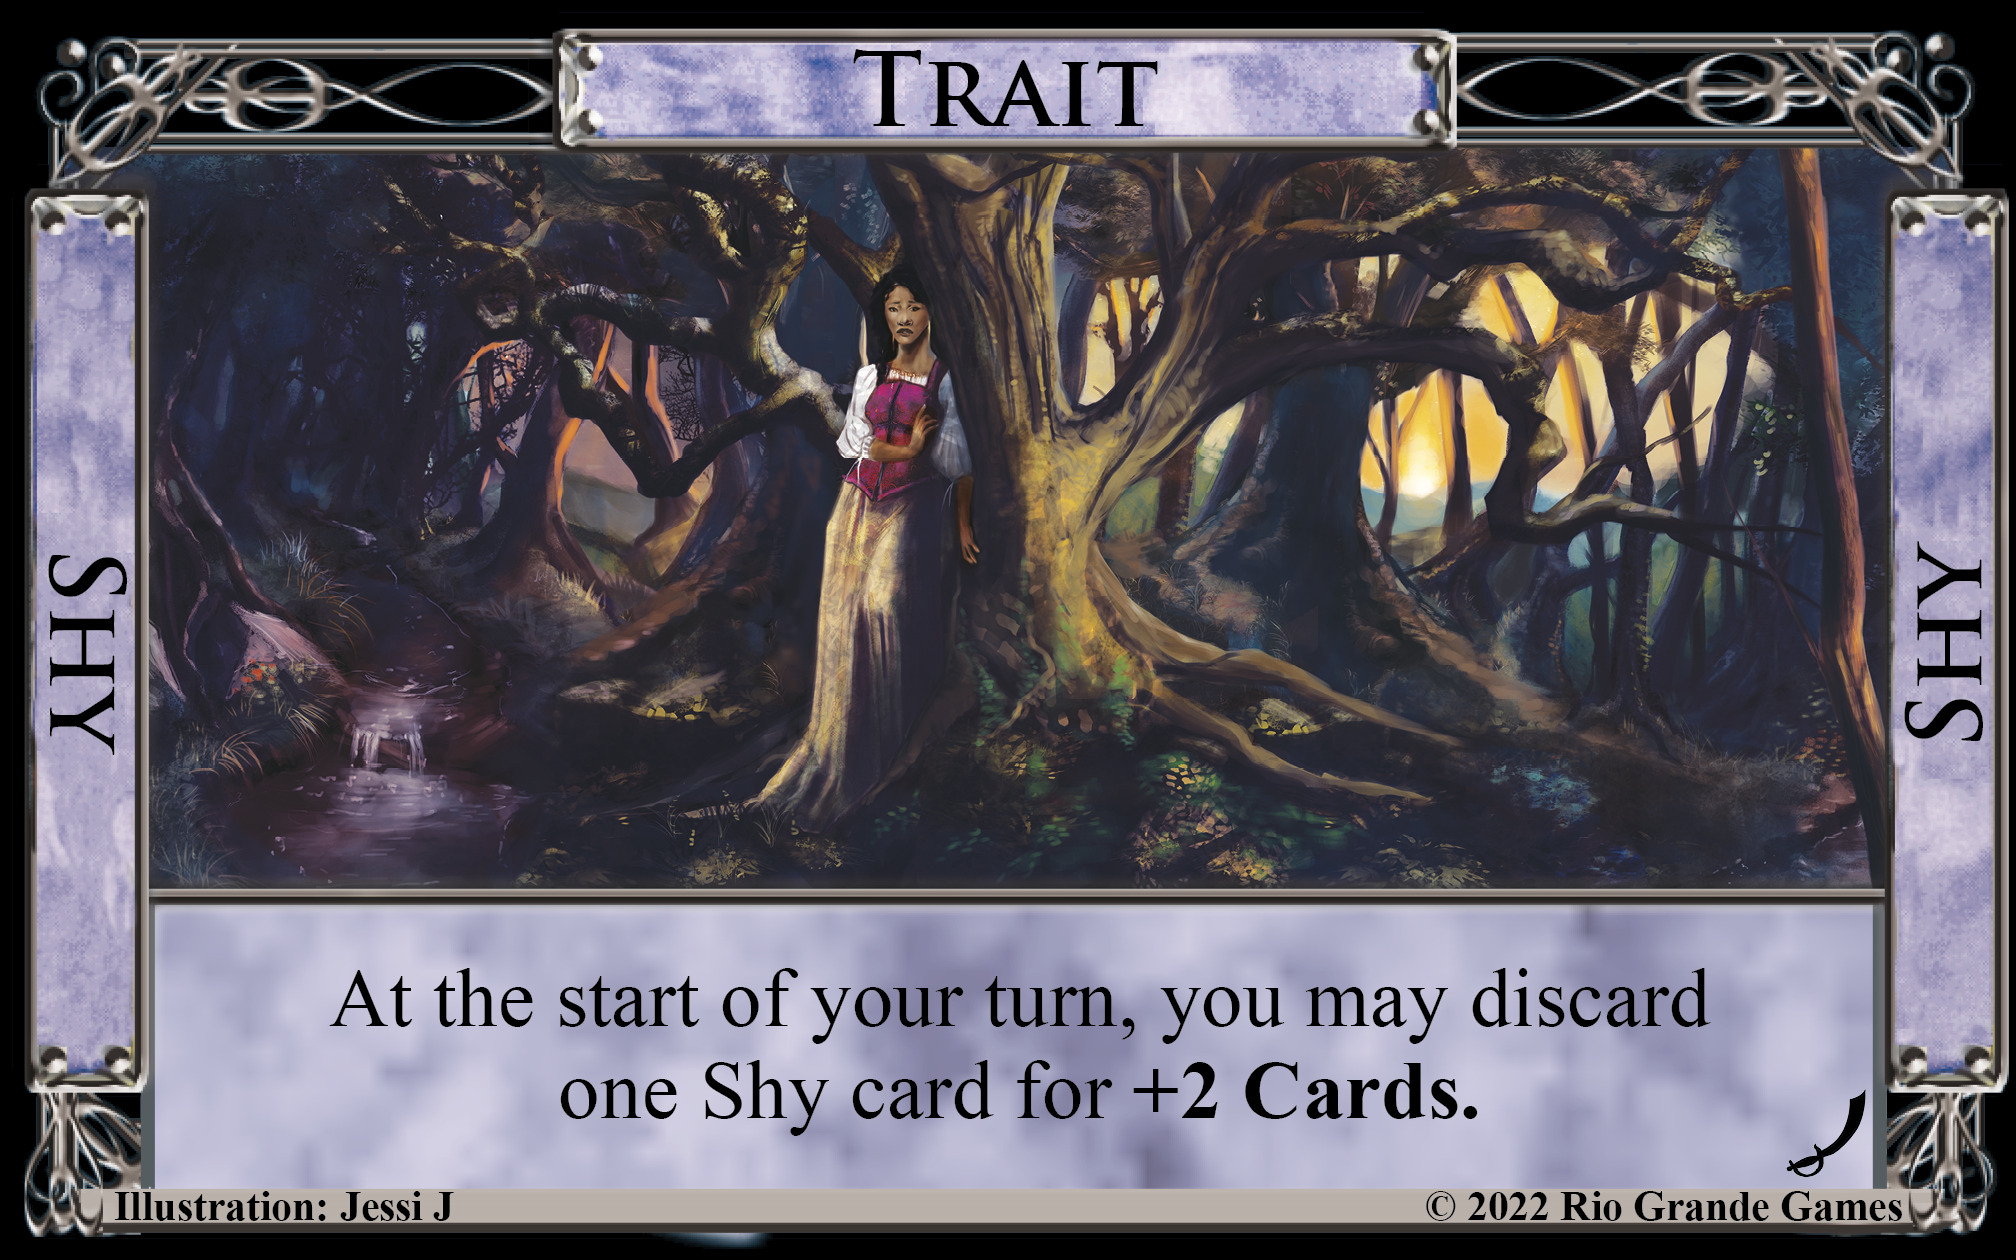 TRAIT
SHY
SHY
At the start of your turn, you may discard
one Shy card for +2 Cards.
Illustration: Jessi J
© 2022 Rio Grande Games